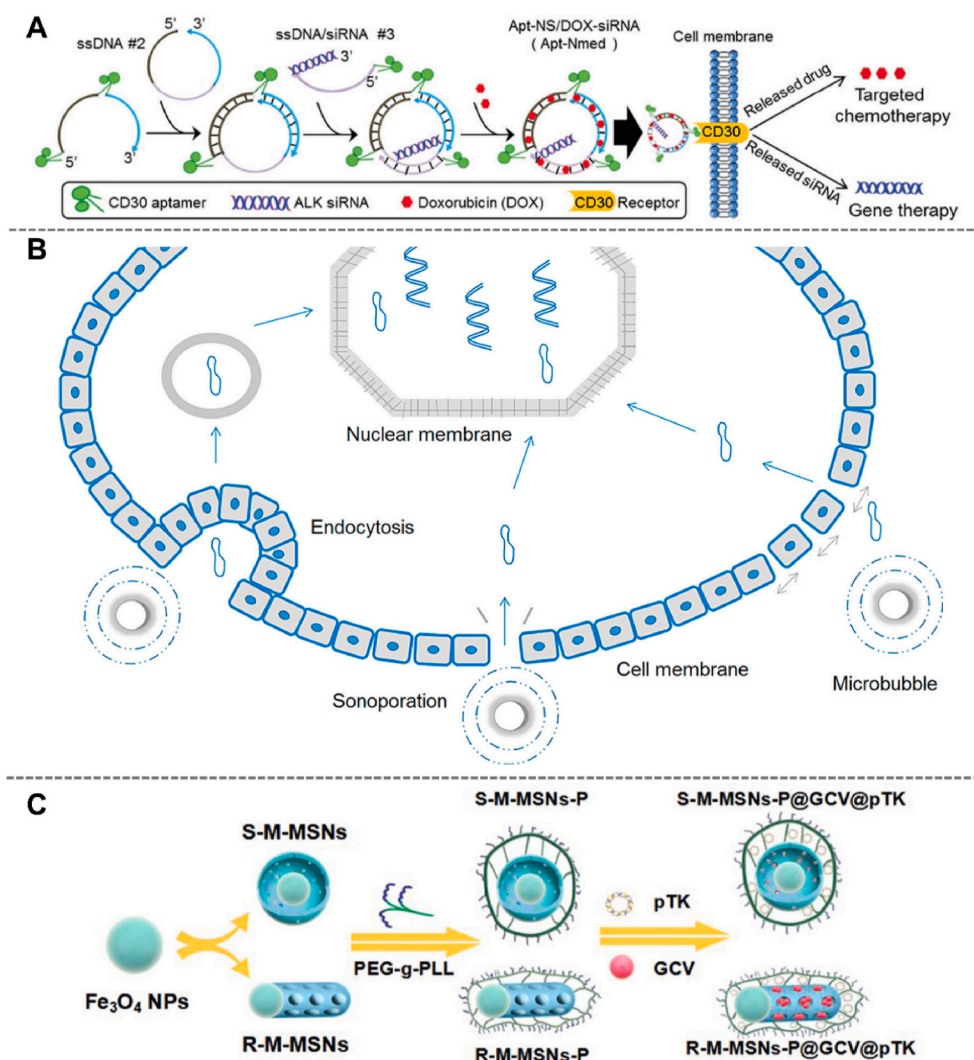 A
ssDNA #2
5’
3’
5’
3’
ssDNA/siRNA #3
3’
5’
Apt-NS/DOX-siRNA
( Apt-Nmed )
Cell membrane
CD30
Released drug
Targeted
chemotherapy
Released siRNA
Gene therapy
CD30 aptamer
ALK siRNA
Doxorubicin (DOX)
CD30 Receptor
B
Nuclear membrane
Endocytosis
Sonoporation
Cell membrane
Microbubble
C
S-M-MSNs
S-M-MSNs-P
S-M-MSNs-P@GCV@pTK
Fe₃O₄ NPs
PEG-g-PLL
pTK
GCV
R-M-MSNs
R-M-MSNs-P
R-M-MSNs-P@GCV@pTK